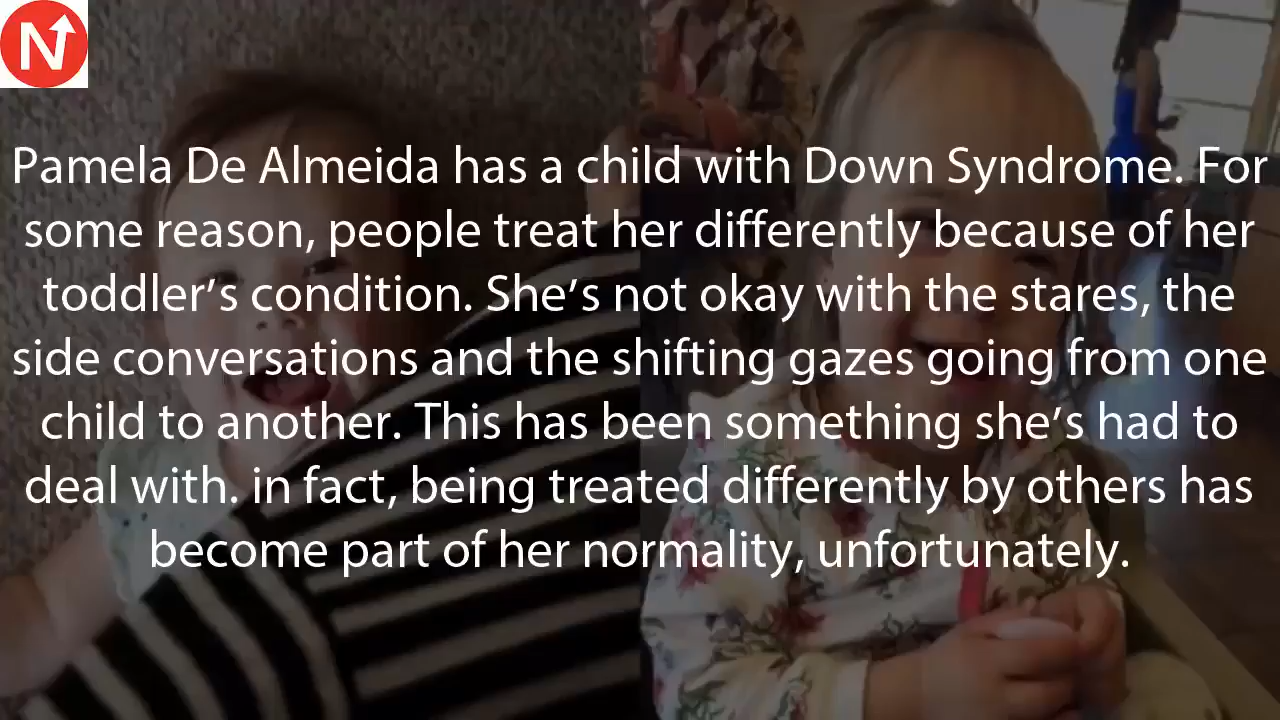 N
Pamela De Almeida has a child with Down Syndrome. For
some reason, people treat her differently because of her
toddler’s condition. She’s not okay with the stares, the
side conversations and the shifting gazes going from one
child to another. This has been something she’s had to
deal with. in fact, being treated differently by others has
become part of her normality, unfortunately.